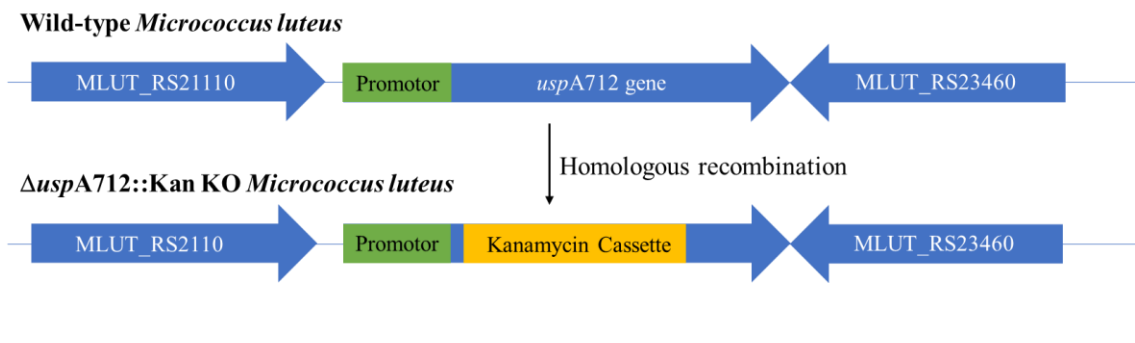 Wild-type Micrococcus luteus
MLUT_RS21110 Promotor uspA712 gene MLUT_RS23460
Homologous recombination
ΔuspA712::Kan KO Micrococcus luteus
MLUT_RS2110 Promotor Kanamycin Cassette MLUT_RS23460